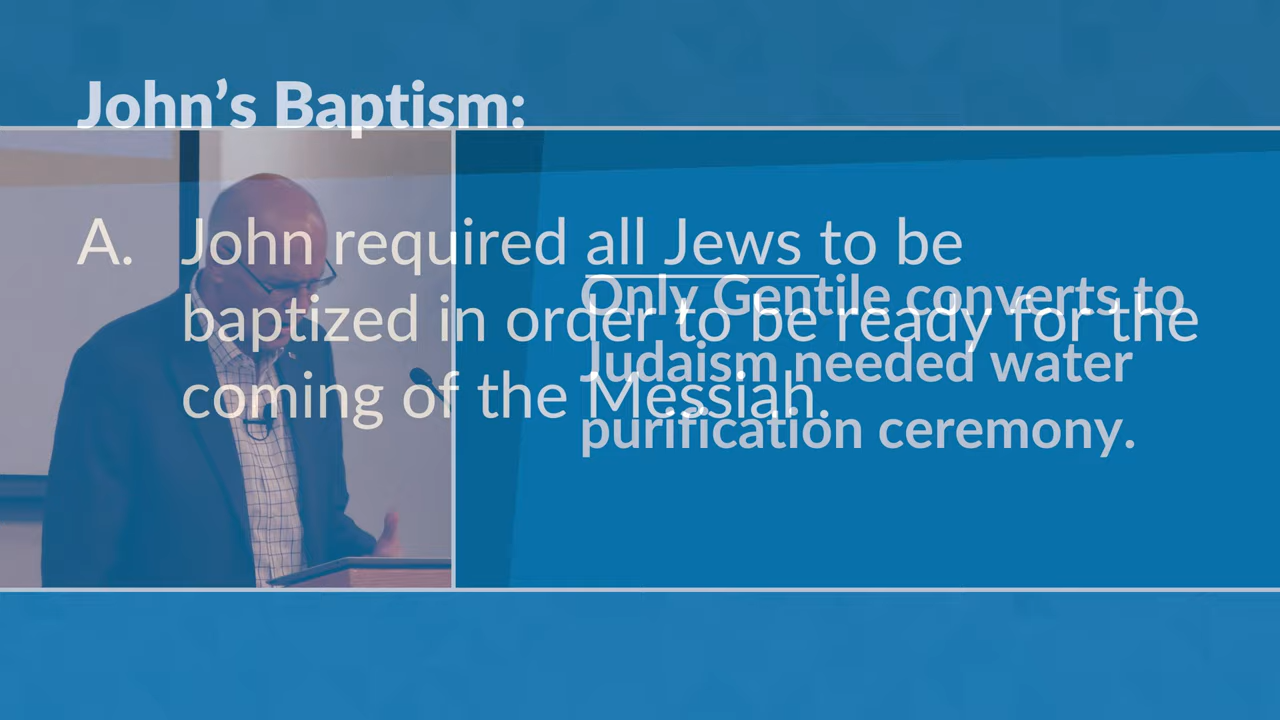 John’s Baptism:
A. John required all Jews to be
baptized in order to be ready for the
coming of the Messiah.
Only Gentile converts to
Judaism needed water
purification ceremony.